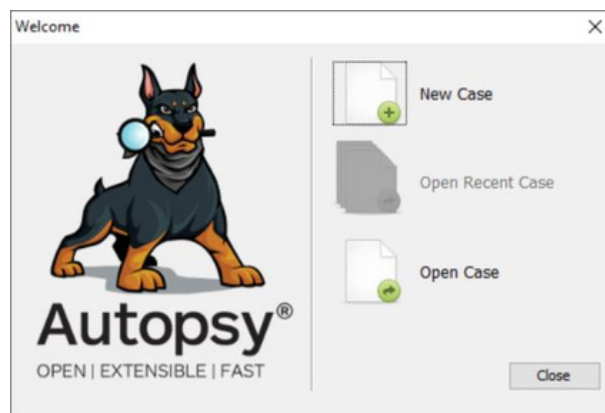 Welcome
New Case
Open Recent Case
Open Case
Autopsy®
OPEN | EXTENSIBLE | FAST
Close